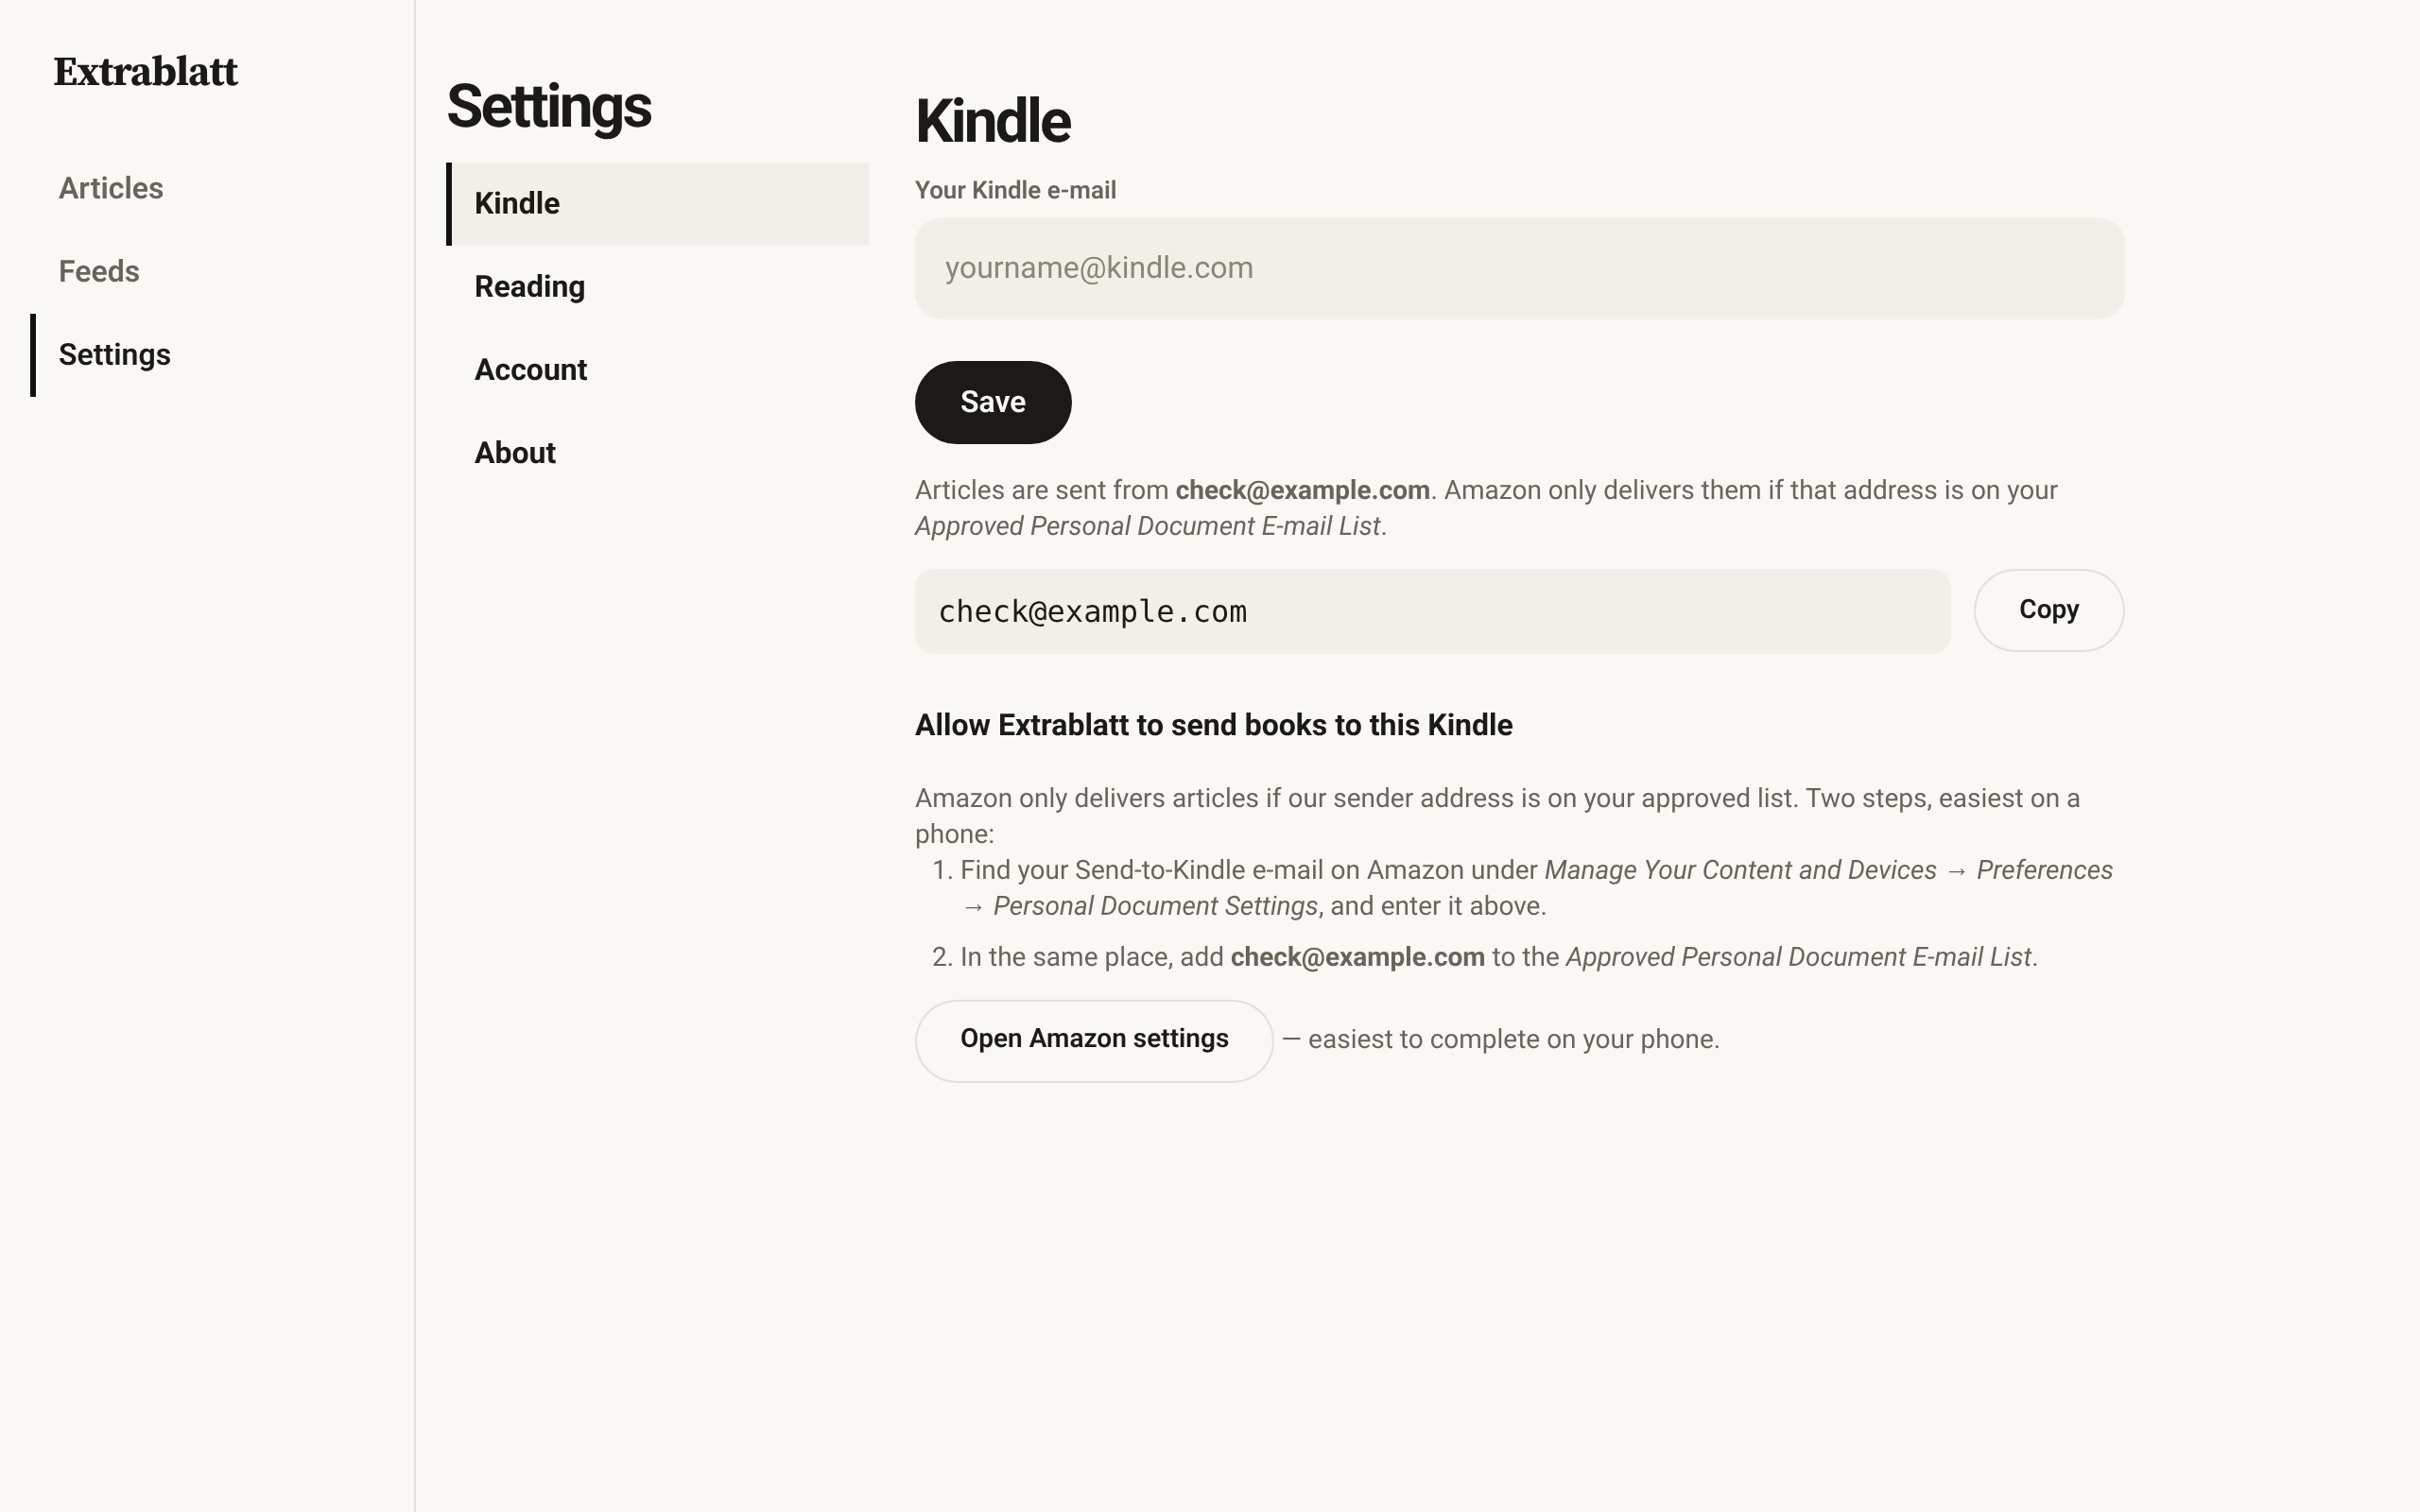 Extrablatt
Articles
Feeds
Settings
Settings
Kindle
Reading
Account
About
Kindle
Your Kindle e-mail
yourname@kindle.com
Save
Articles are sent from check@example.com. Amazon only delivers them if that address is on your
Approved Personal Document E-mail List.
check@example.com
Copy
Allow Extrablatt to send books to this Kindle
Amazon only delivers articles if our sender address is on your approved list. Two steps, easiest on a
phone:
1. Find your Send-to-Kindle e-mail on Amazon under Manage Your Content and Devices → Preferences
→ Personal Document Settings, and enter it above.
2. In the same place, add check@example.com to the Approved Personal Document E-mail List.
Open Amazon settings — easiest to complete on your phone.